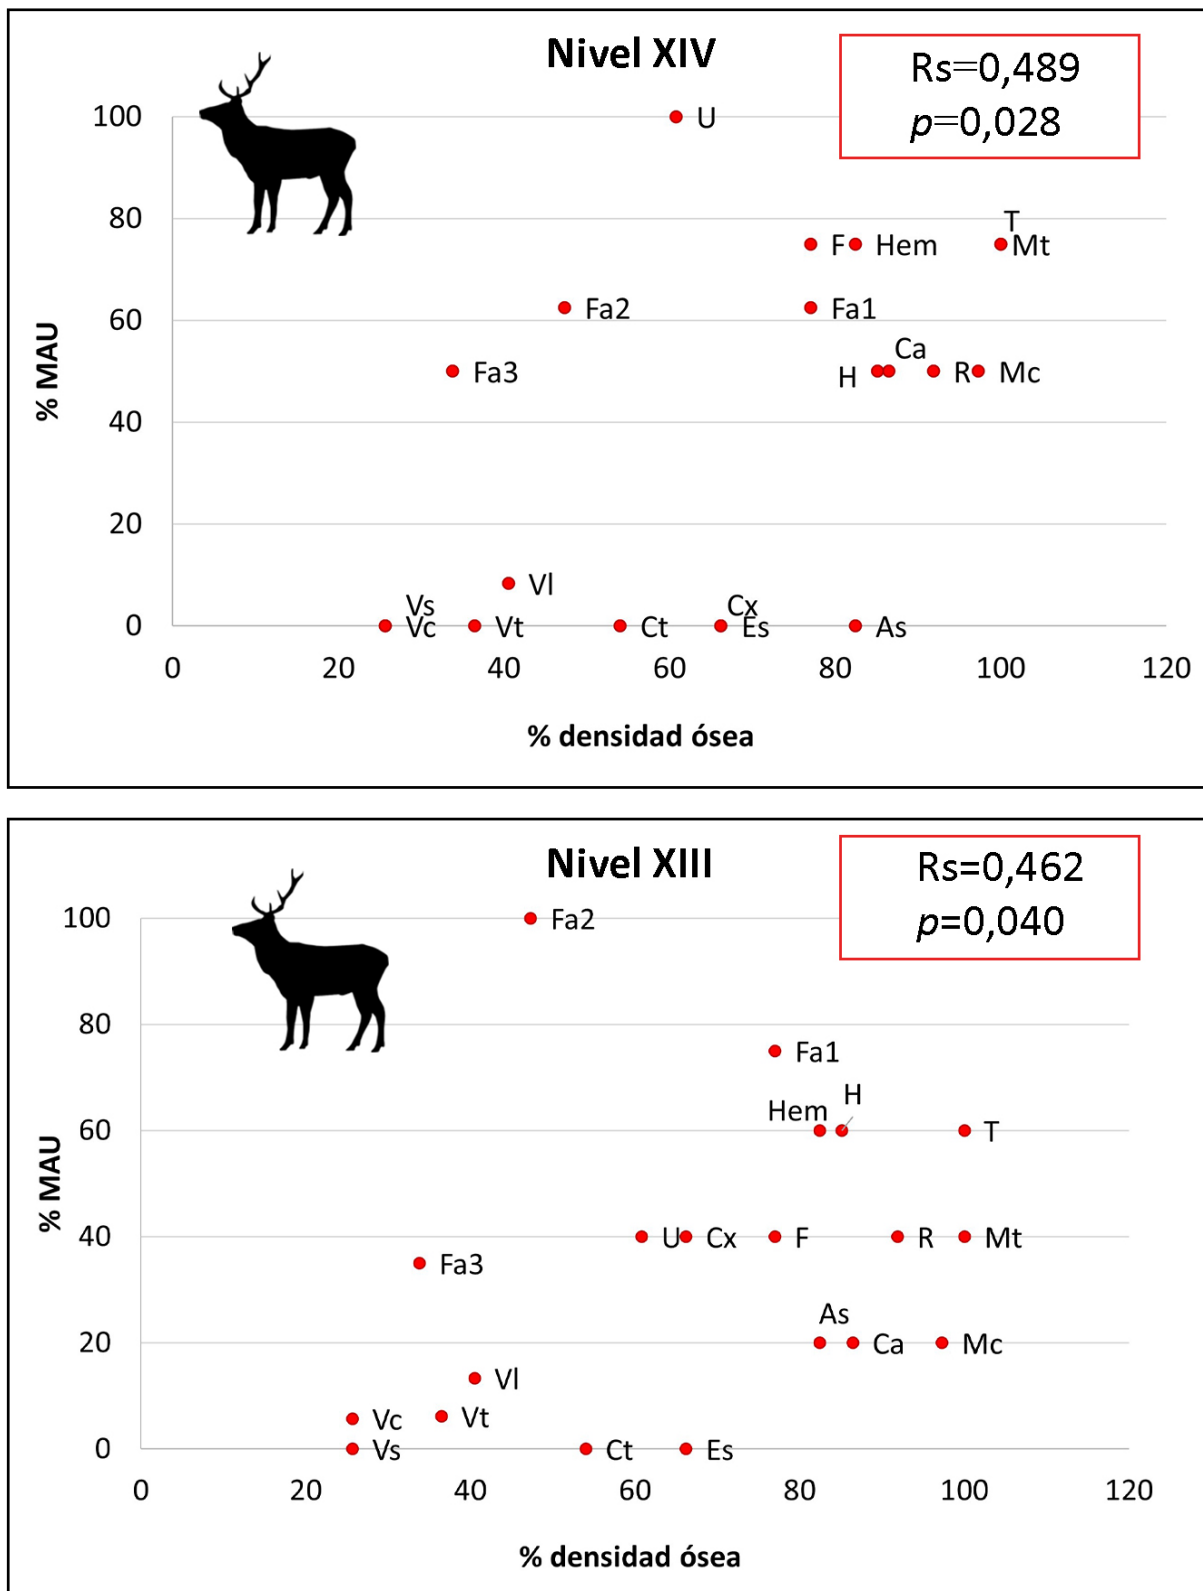 Nivel XIV
Rs=0,489
p=0,028
100
U
80
T
F
Hem
Mt
Fa2
Fa1
60
Ca
Fa3
H
R
Mc
% MAU
40
20
Vl
Vs
Cx
0
Vc
Vt
Ct
Es
As
0 20 40 60 80 100 120
% densidad ósea
Nivel XIII
Rs=0,462
p=0,040
100
Fa2
80
Fa1
H
Hem
60
T
% MAU
40
U
Cx
F
R
Mt
Fa3
As
20
Ca
Mc
Vl
Vc
Vt
0
Vs
Ct
Es
0 20 40 60 80 100 120
% densidad ósea